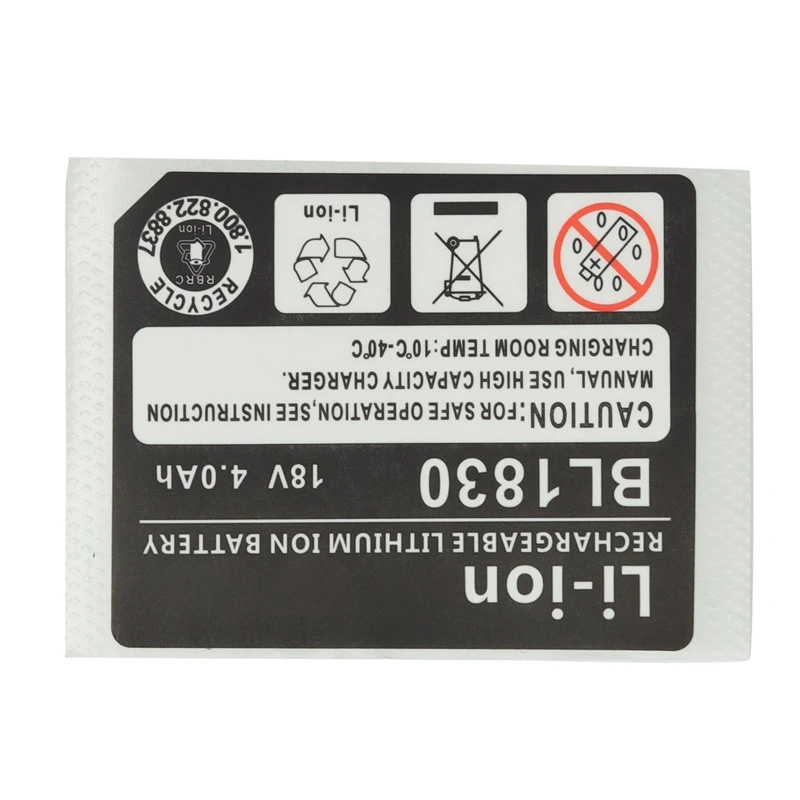 Li-ion
RECHARGEABLE LITHIUM ION BATTERY
BL1830 18V 4.0Ah
CAUTION:FOR SAFE OPERATION,SEE INSTRUCTION
MANUAL, USE HIGH CAPACITY CHARGER.
CHARGING ROOM TEMP:10℃-40℃
Li-ion
RECYCLE
RBRC
Li-ion
1.800.822.8837